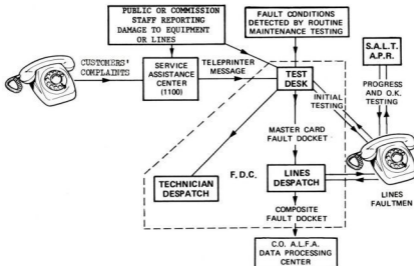 PUBLIC OR COMMISSION
STAFF REPORTING
DAMAGE TO EQUIPMENT
OR LINES
FAULT CONDITIONS
DETECTED BY ROUTINE
MAINTENANCE TESTING
S.A.L.T.
A.P.R.
CUSTOMERS'
COMPLAINTS
SERVICE
ASSISTANCE
CENTER
(1100)
TELEPRINTER
MESSAGE
TEST
DESK
INITIAL
TESTING
PROGRESS
AND O.K.
TESTING
MASTER CARD
FAULT DOCKET
TECHNICIAN
DESPATCH
F.D.C.
LINES
DESPATCH
LINES
FAULTMEN
COMPOSITE
FAULT DOCKET
C.O. A.L.F.A.
DATA PROCESSING
CENTER